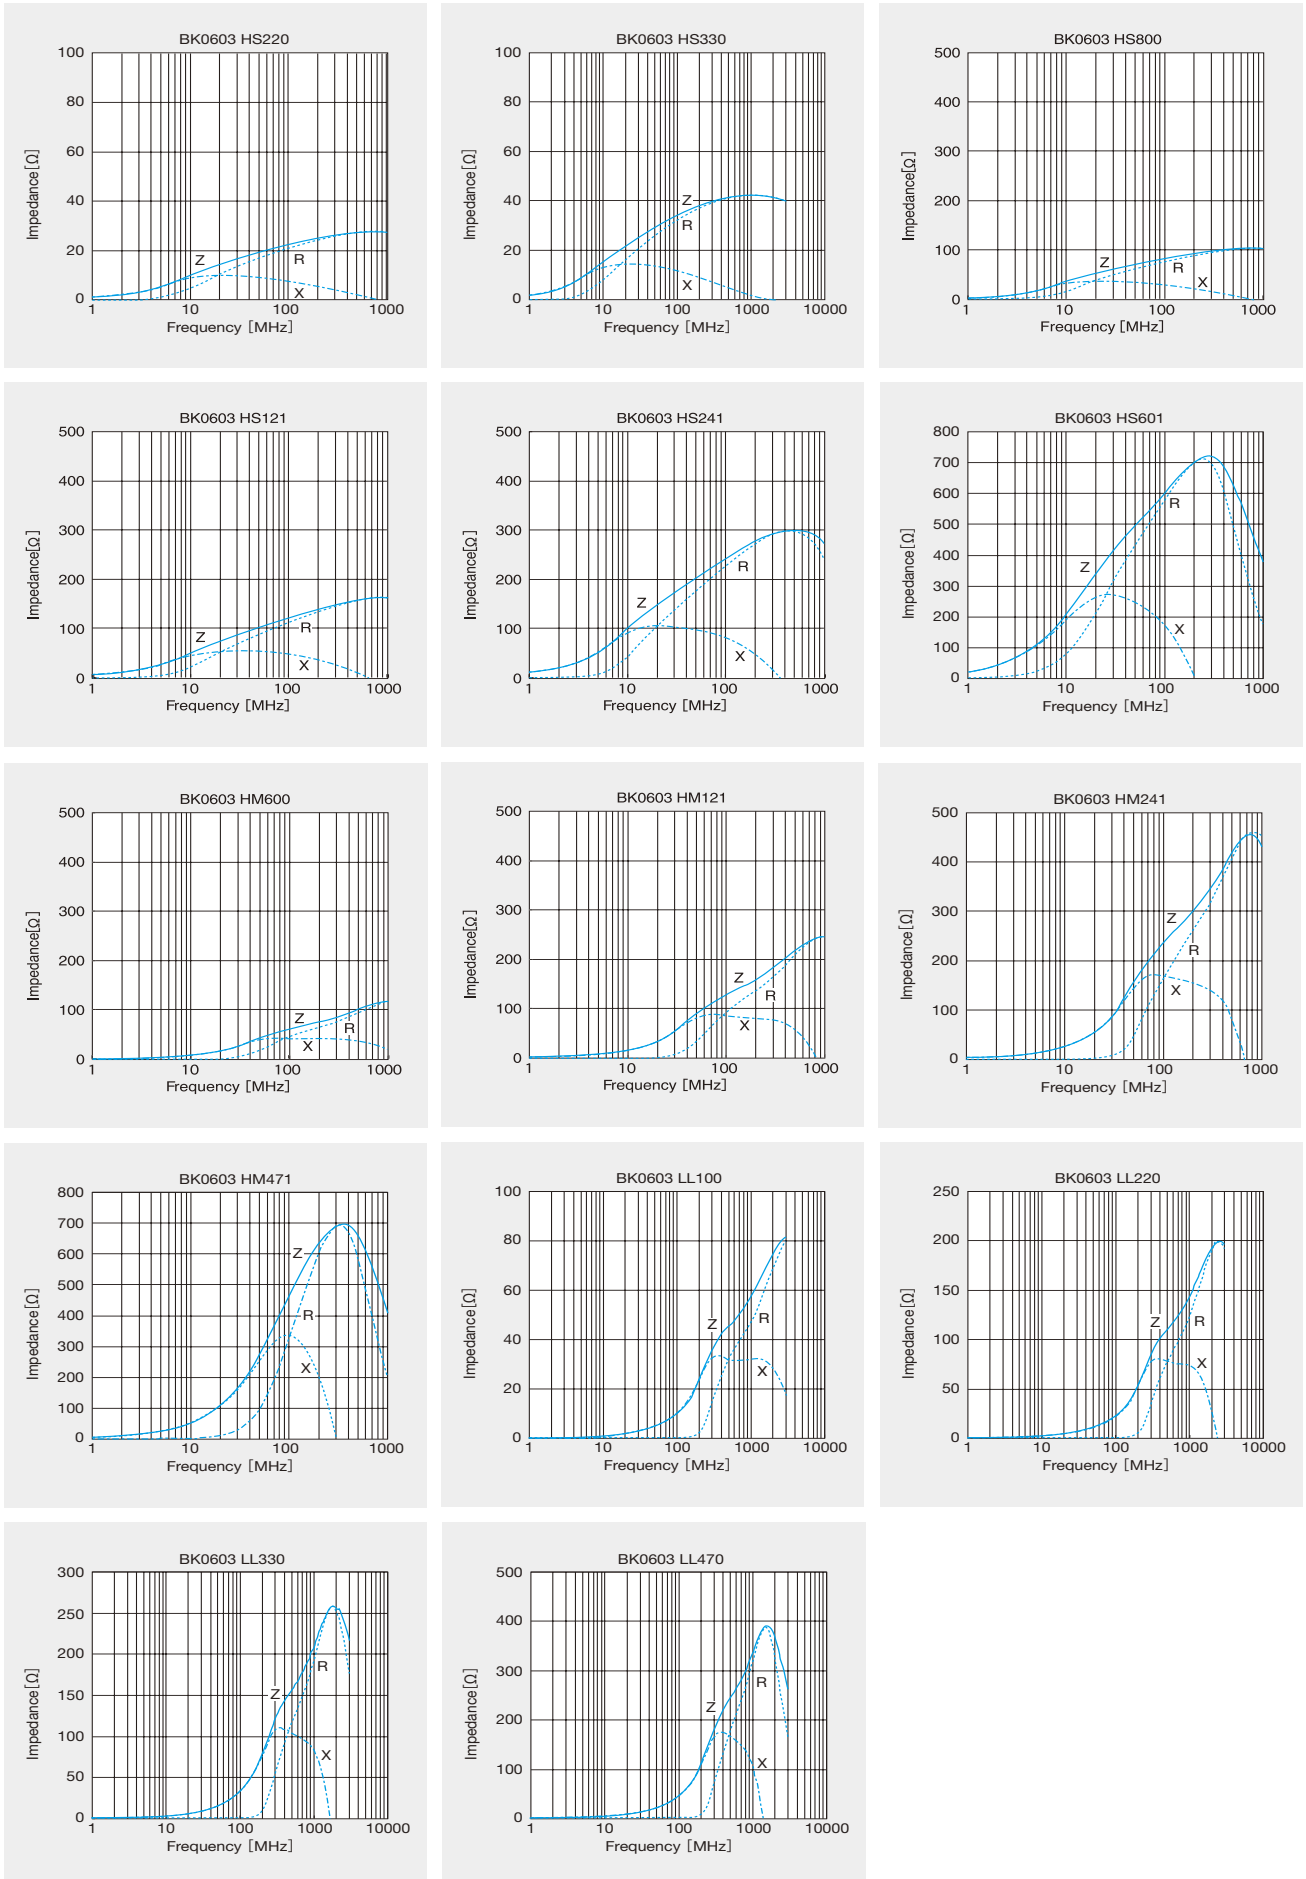 BK0603 HS220
100
80
60
40
20
0
Impedance[Ω]
Z
R
X
1 10 100 1000
Frequency [MHz]
BK0603 HS330
100
80
60
40
20
0
Impedance[Ω]
Z
R
X
1 10 100 1000 10000
Frequency [MHz]
BK0603 HS800
500
400
300
200
100
0
Impedance[Ω]
Z
R
X
1 10 100 1000
Frequency [MHz]
BK0603 HS121
500
400
300
200
100
0
Impedance[Ω]
Z
R
X
1 10 100 1000
Frequency [MHz]
BK0603 HS241
500
400
300
200
100
0
Impedance[Ω]
Z
R
X
1 10 100 1000
Frequency [MHz]
BK0603 HS601
800
700
600
500
400
300
200
100
0
Impedance[Ω]
Z
R
X
1 10 100 1000
Frequency [MHz]
BK0603 HM600
500
400
300
200
100
0
Impedance[Ω]
Z
R
X
1 10 100 1000
Frequency [MHz]
BK0603 HM121
500
400
300
200
100
0
Impedance[Ω]
Z
R
X
1 10 100 1000
Frequency [MHz]
BK0603 HM241
500
400
300
200
100
0
Impedance[Ω]
Z
R
X
1 10 100 1000
Frequency [MHz]
BK0603 HM471
800
700
600
500
400
300
200
100
0
Impedance[Ω]
Z
R
X
1 10 100 1000
Frequency [MHz]
BK0603 LL100
100
80
60
40
20
0
Impedance[Ω]
Z
R
X
1 10 100 1000 10000
Frequency [MHz]
BK0603 LL220
250
200
150
100
50
0
Impedance[Ω]
Z
R
X
1 10 100 1000 10000
Frequency [MHz]
BK0603 LL330
300
250
200
150
100
50
0
Impedance[Ω]
Z
R
X
1 10 100 1000 10000
Frequency [MHz]
BK0603 LL470
500
400
300
200
100
0
Impedance[Ω]
Z
R
X
1 10 100 1000 10000
Frequency [MHz]